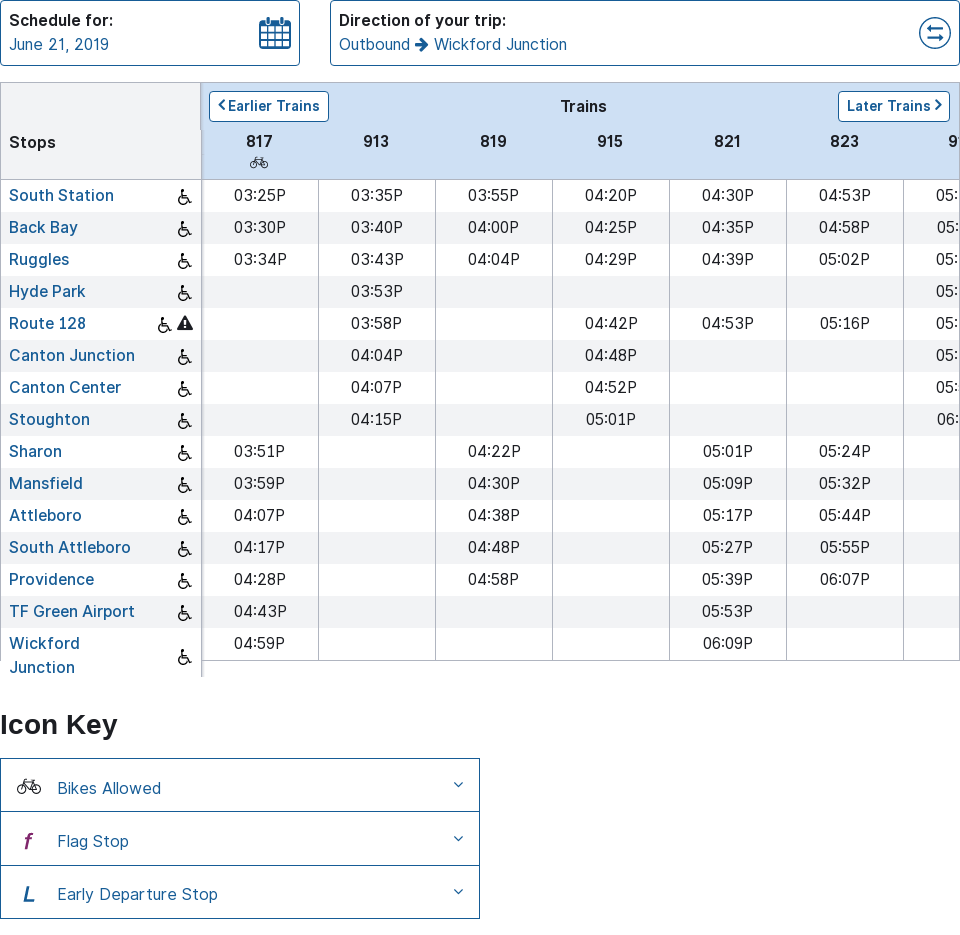 Schedule for:
June 21, 2019
Direction of your trip:
Outbound Wickford Junction
Earlier Trains Trains Later Trains
Stops 817 913 819 915 821 823 9
South Station 03:25P 03:35P 03:55P 04:20P 04:30P 04:53P 05:
Back Bay 03:30P 03:40P 04:00P 04:25P 04:35P 04:58P 05:
Ruggles 03:34P 03:43P 04:04P 04:29P 04:39P 05:02P 05:
Hyde Park 03:53P 05:
Route 128 03:58P 04:42P 04:53P 05:16P 05:
Canton Junction 04:04P 04:48P 05:
Canton Center 04:07P 04:52P 05:
Stoughton 04:15P 05:01P 06:
Sharon 03:51P 04:22P 05:01P 05:24P
Mansfield 03:59P 04:30P 05:09P 05:32P
Attleboro 04:07P 04:38P 05:17P 05:44P
South Attleboro 04:17P 04:48P 05:27P 05:55P
Providence 04:28P 04:58P 05:39P 06:07P
TF Green Airport 04:43P 05:53P
Wickford 04:59P 06:09P
Junction
Icon Key
Bikes Allowed
f Flag Stop
L Early Departure Stop